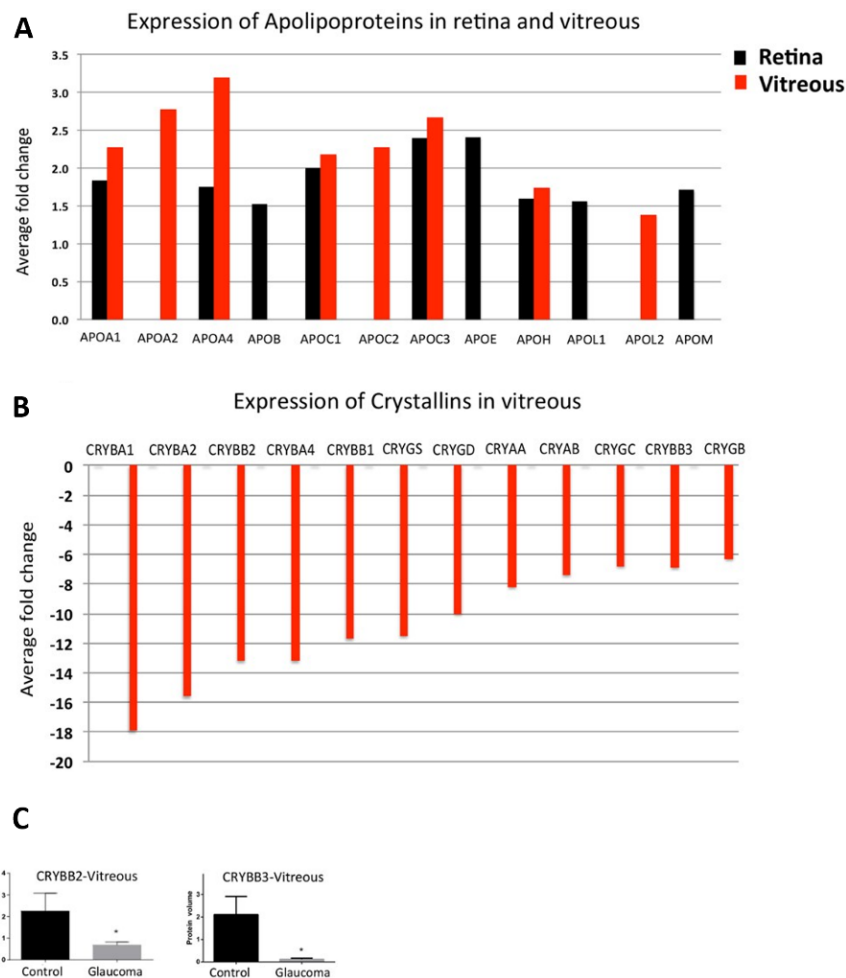 A
Expression of Apolipoproteins in retina and vitreous
Retina
Vitreous
Average fold change
3.5
3.0
2.5
2.0
1.5
1.0
0.5
0.0
APOA1 APOA2 APOA4 APOB APOC1 APOC2 APOC3 APOE APOH APOL1 APOL2 APOM
B
Expression of Crystallins in vitreous
CRYBA1 CRYBA2 CRYBB2 CRYBA4 CRYBB1 CRYGS CRYGD CRYAA CRYAB CRYGC CRYBB3 CRYGB
Average fold change
0
-2
-4
-6
-8
-10
-12
-14
-16
-18
-20
C
CRYBB2-Vitreous
4
3
2
1
0
*
Control Glaucoma
CRYBB3-Vitreous
Protein volume
3
2
1
0
*
Control Glaucoma